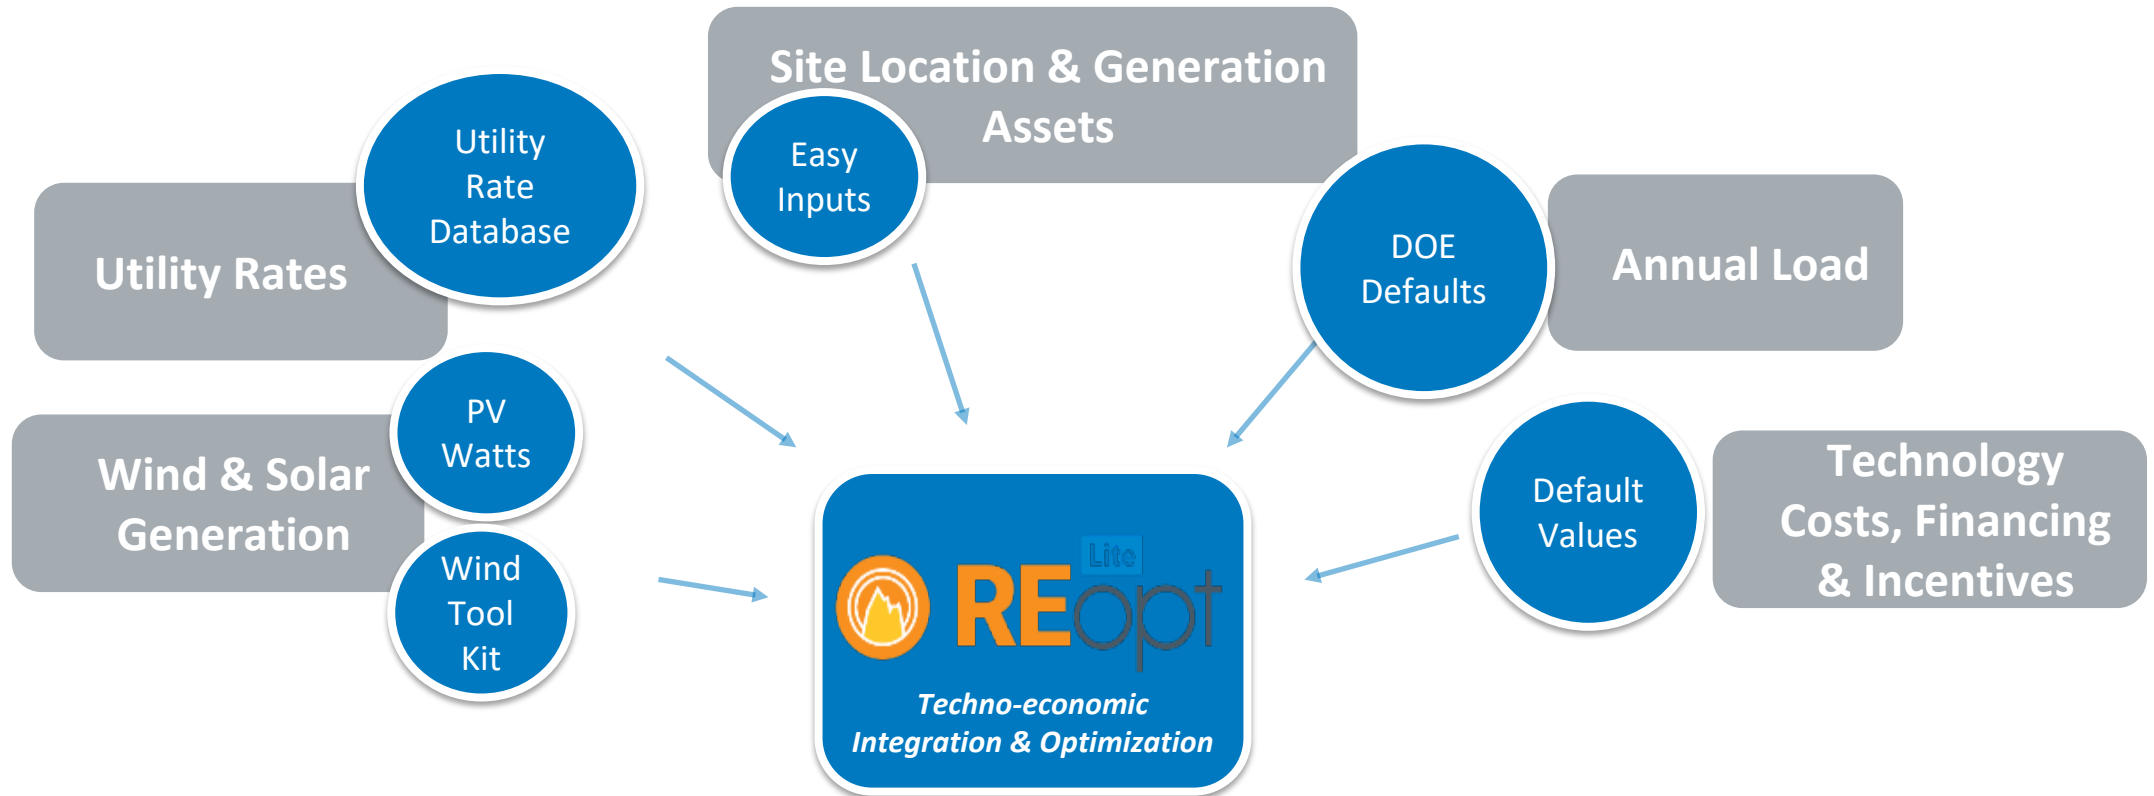 Site Location & Generation
Assets
Easy
Inputs
Utility
Rate
Database
Utility Rates
DOE
Defaults
Annual Load
PV
Watts
Wind & Solar
Generation
Wind
Tool
Kit
Default
Values
Technology
Costs, Financing
& Incentives
Lite
REopt
Techno-economic
Integration & Optimization